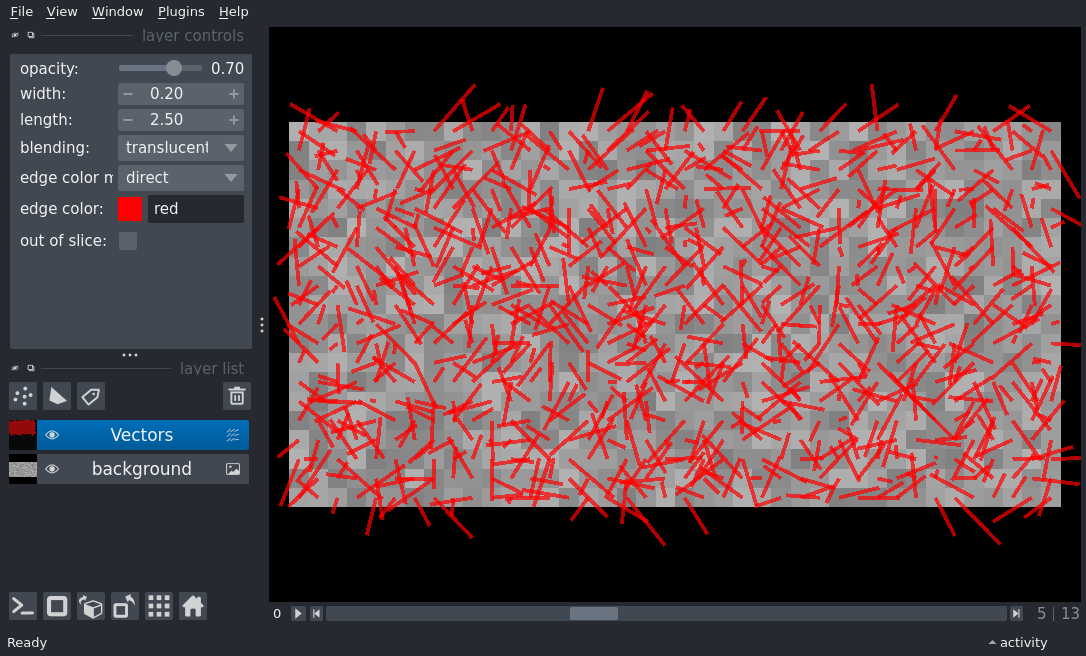 File View Window Plugins Help
layer controls
opacity: 0.70
width: − 0.20 +
length: − 2.50 +
blending: translucent
edge color m direct
edge color: red
out of slice:
layer list
Vectors
background
0 5 | 13
Ready activity